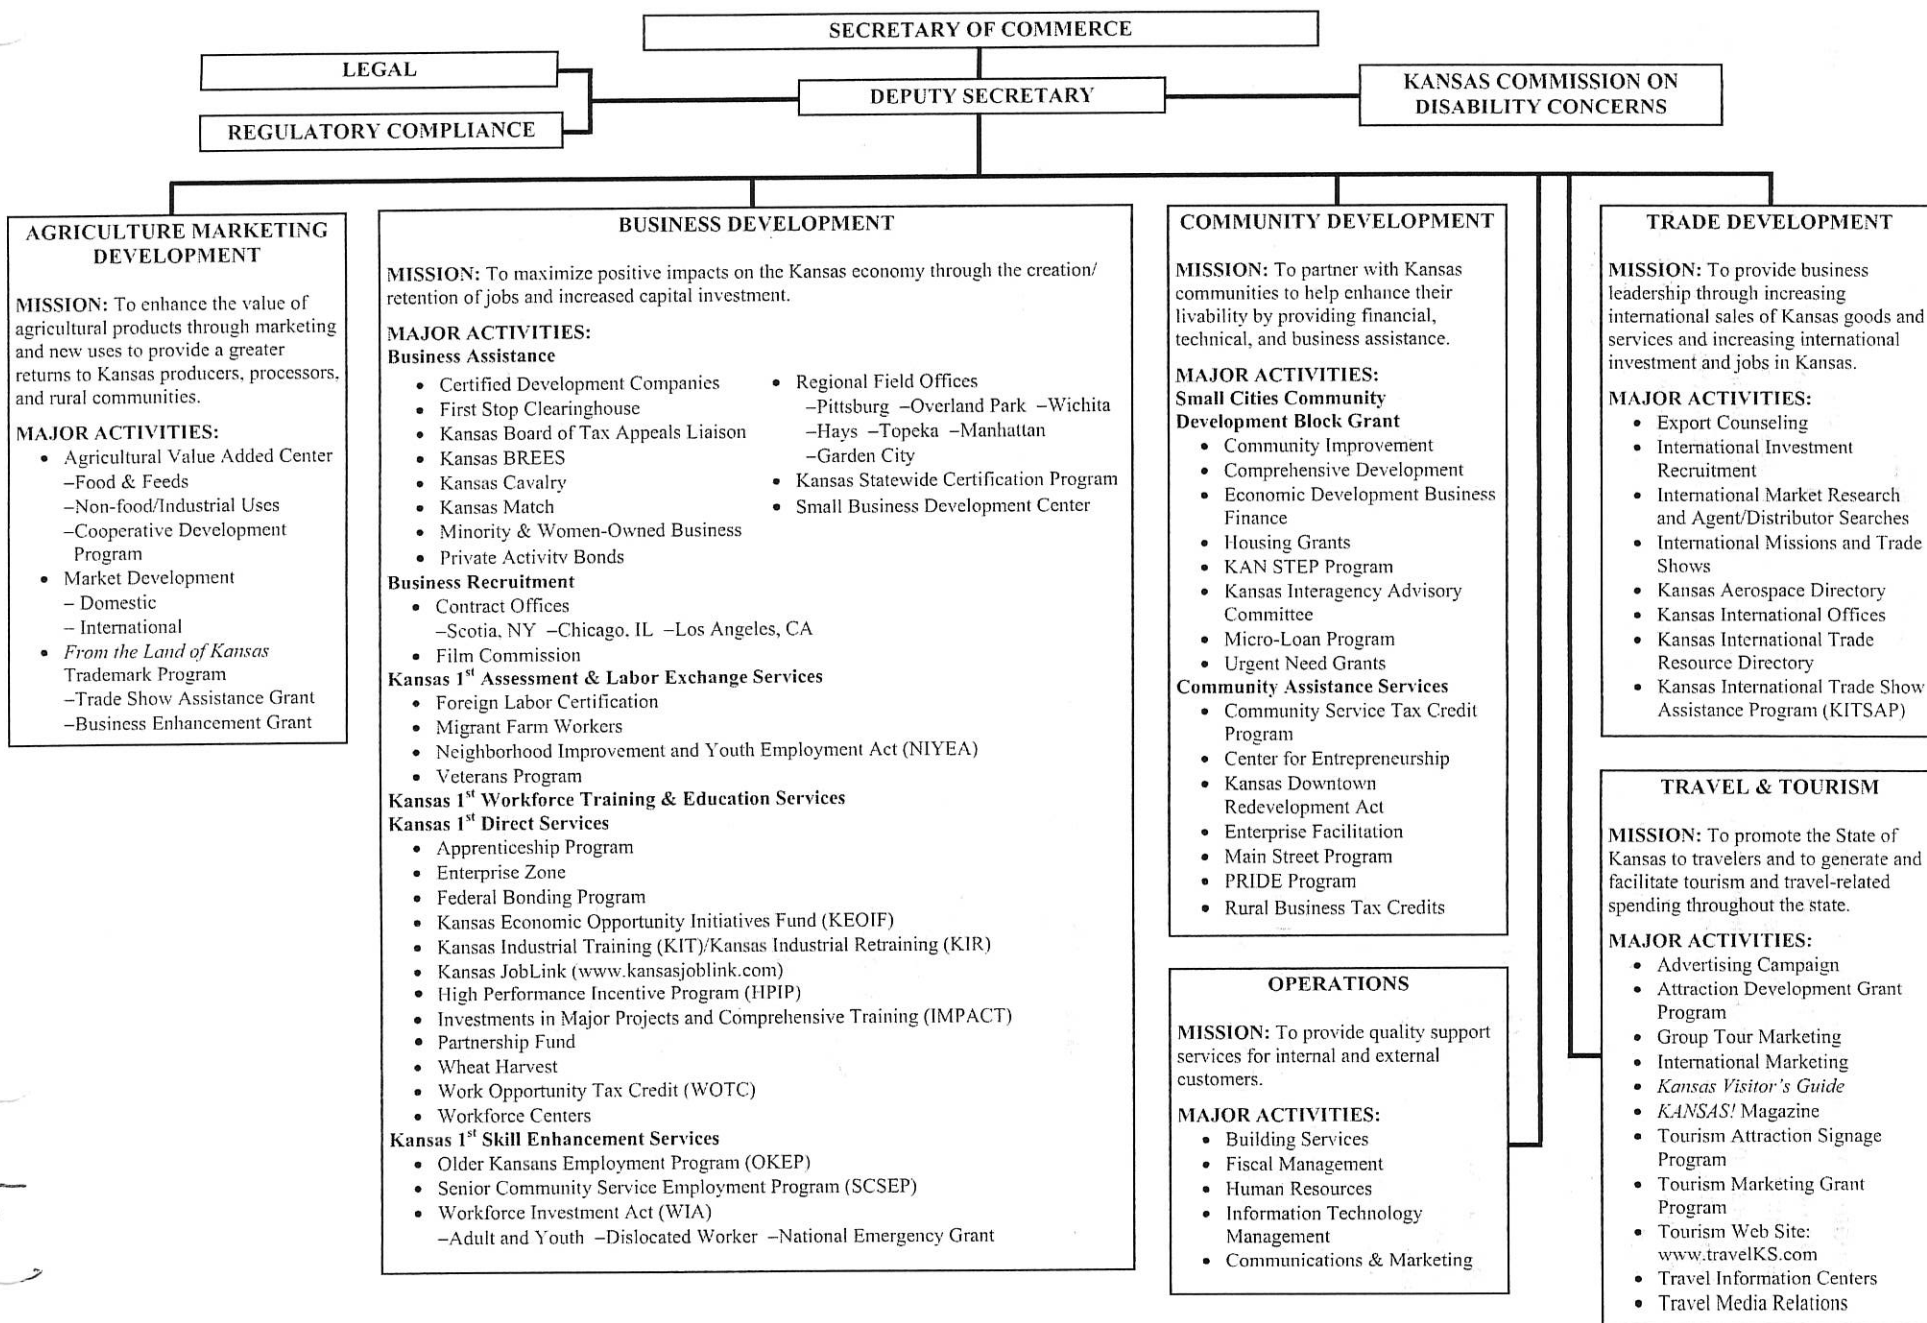 SECRETARY OF COMMERCE
LEGAL
DEPUTY SECRETARY
KANSAS COMMISSION ON
DISABILITY CONCERNS
REGULATORY COMPLIANCE
AGRICULTURE MARKETING
DEVELOPMENT
MISSION: To enhance the value of
agricultural products through marketing
and new uses to provide a greater
returns to Kansas producers, processors,
and rural communities.
MAJOR ACTIVITIES:
• Agricultural Value Added Center
–Food & Feeds
–Non-food/Industrial Uses
–Cooperative Development
Program
• Market Development
– Domestic
– International
• From the Land of Kansas
Trademark Program
–Trade Show Assistance Grant
–Business Enhancement Grant
BUSINESS DEVELOPMENT
MISSION: To maximize positive impacts on the Kansas economy through the creation/
retention of jobs and increased capital investment.
MAJOR ACTIVITIES:
Business Assistance
• Certified Development Companies
• First Stop Clearinghouse
• Kansas Board of Tax Appeals Liaison
• Kansas BREES
• Kansas Cavalry
• Kansas Match
• Minority & Women-Owned Business
• Private Activity Bonds
• Regional Field Offices
–Pittsburg –Overland Park –Wichita
–Hays –Topeka –Manhattan
–Garden City
• Kansas Statewide Certification Program
• Small Business Development Center
Business Recruitment
• Contract Offices
–Scotia, NY –Chicago, IL –Los Angeles, CA
• Film Commission
Kansas 1st Assessment & Labor Exchange Services
• Foreign Labor Certification
• Migrant Farm Workers
• Neighborhood Improvement and Youth Employment Act (NIYEA)
• Veterans Program
Kansas 1st Workforce Training & Education Services
Kansas 1st Direct Services
• Apprenticeship Program
• Enterprise Zone
• Federal Bonding Program
• Kansas Economic Opportunity Initiatives Fund (KEOIF)
• Kansas Industrial Training (KIT)/Kansas Industrial Retraining (KIR)
• Kansas JobLink (www.kansasjoblink.com)
• High Performance Incentive Program (HPIP)
• Investments in Major Projects and Comprehensive Training (IMPACT)
• Partnership Fund
• Wheat Harvest
• Work Opportunity Tax Credit (WOTC)
• Workforce Centers
Kansas 1st Skill Enhancement Services
• Older Kansans Employment Program (OKEP)
• Senior Community Service Employment Program (SCSEP)
• Workforce Investment Act (WIA)
–Adult and Youth –Dislocated Worker –National Emergency Grant
COMMUNITY DEVELOPMENT
MISSION: To partner with Kansas
communities to help enhance their
livability by providing financial,
technical, and business assistance.
MAJOR ACTIVITIES:
Small Cities Community
Development Block Grant
• Community Improvement
• Comprehensive Development
• Economic Development Business
Finance
• Housing Grants
• KAN STEP Program
• Kansas Interagency Advisory
Committee
• Micro-Loan Program
• Urgent Need Grants
Community Assistance Services
• Community Service Tax Credit
Program
• Center for Entrepreneurship
• Kansas Downtown
Redevelopment Act
• Enterprise Facilitation
• Main Street Program
• PRIDE Program
• Rural Business Tax Credits
OPERATIONS
MISSION: To provide quality support
services for internal and external
customers.
MAJOR ACTIVITIES:
• Building Services
• Fiscal Management
• Human Resources
• Information Technology
Management
• Communications & Marketing
TRADE DEVELOPMENT
MISSION: To provide business
leadership through increasing
international sales of Kansas goods and
services and increasing international
investment and jobs in Kansas.
MAJOR ACTIVITIES:
• Export Counseling
• International Investment
Recruitment
• International Market Research
and Agent/Distributor Searches
• International Missions and Trade
Shows
• Kansas Aerospace Directory
• Kansas International Offices
• Kansas International Trade
Resource Directory
• Kansas International Trade Show
Assistance Program (KITSAP)
TRAVEL & TOURISM
MISSION: To promote the State of
Kansas to travelers and to generate and
facilitate tourism and travel-related
spending throughout the state.
MAJOR ACTIVITIES:
• Advertising Campaign
• Attraction Development Grant
Program
• Group Tour Marketing
• International Marketing
• Kansas Visitor's Guide
• KANSAS! Magazine
• Tourism Attraction Signage
Program
• Tourism Marketing Grant
Program
• Tourism Web Site:
www.travelKS.com
• Travel Information Centers
• Travel Media Relations